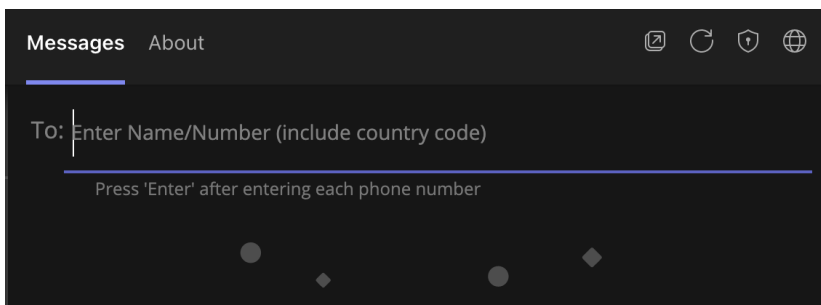 Messages About
To: Enter Name/Number (include country code)
Press 'Enter' after entering each phone number